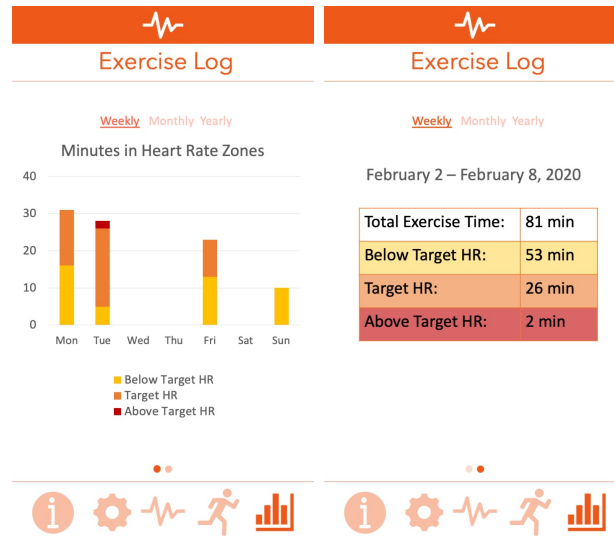 Exercise Log
Weekly Monthly Yearly
Minutes in Heart Rate Zones
40
30
20
10
0
Mon Tue Wed Thu Fri Sat Sun
Below Target HR
Target HR
Above Target HR
i
Exercise Log
Weekly Monthly Yearly
February 2 – February 8, 2020
Total Exercise Time: 81 min
Below Target HR: 53 min
Target HR: 26 min
Above Target HR: 2 min
i